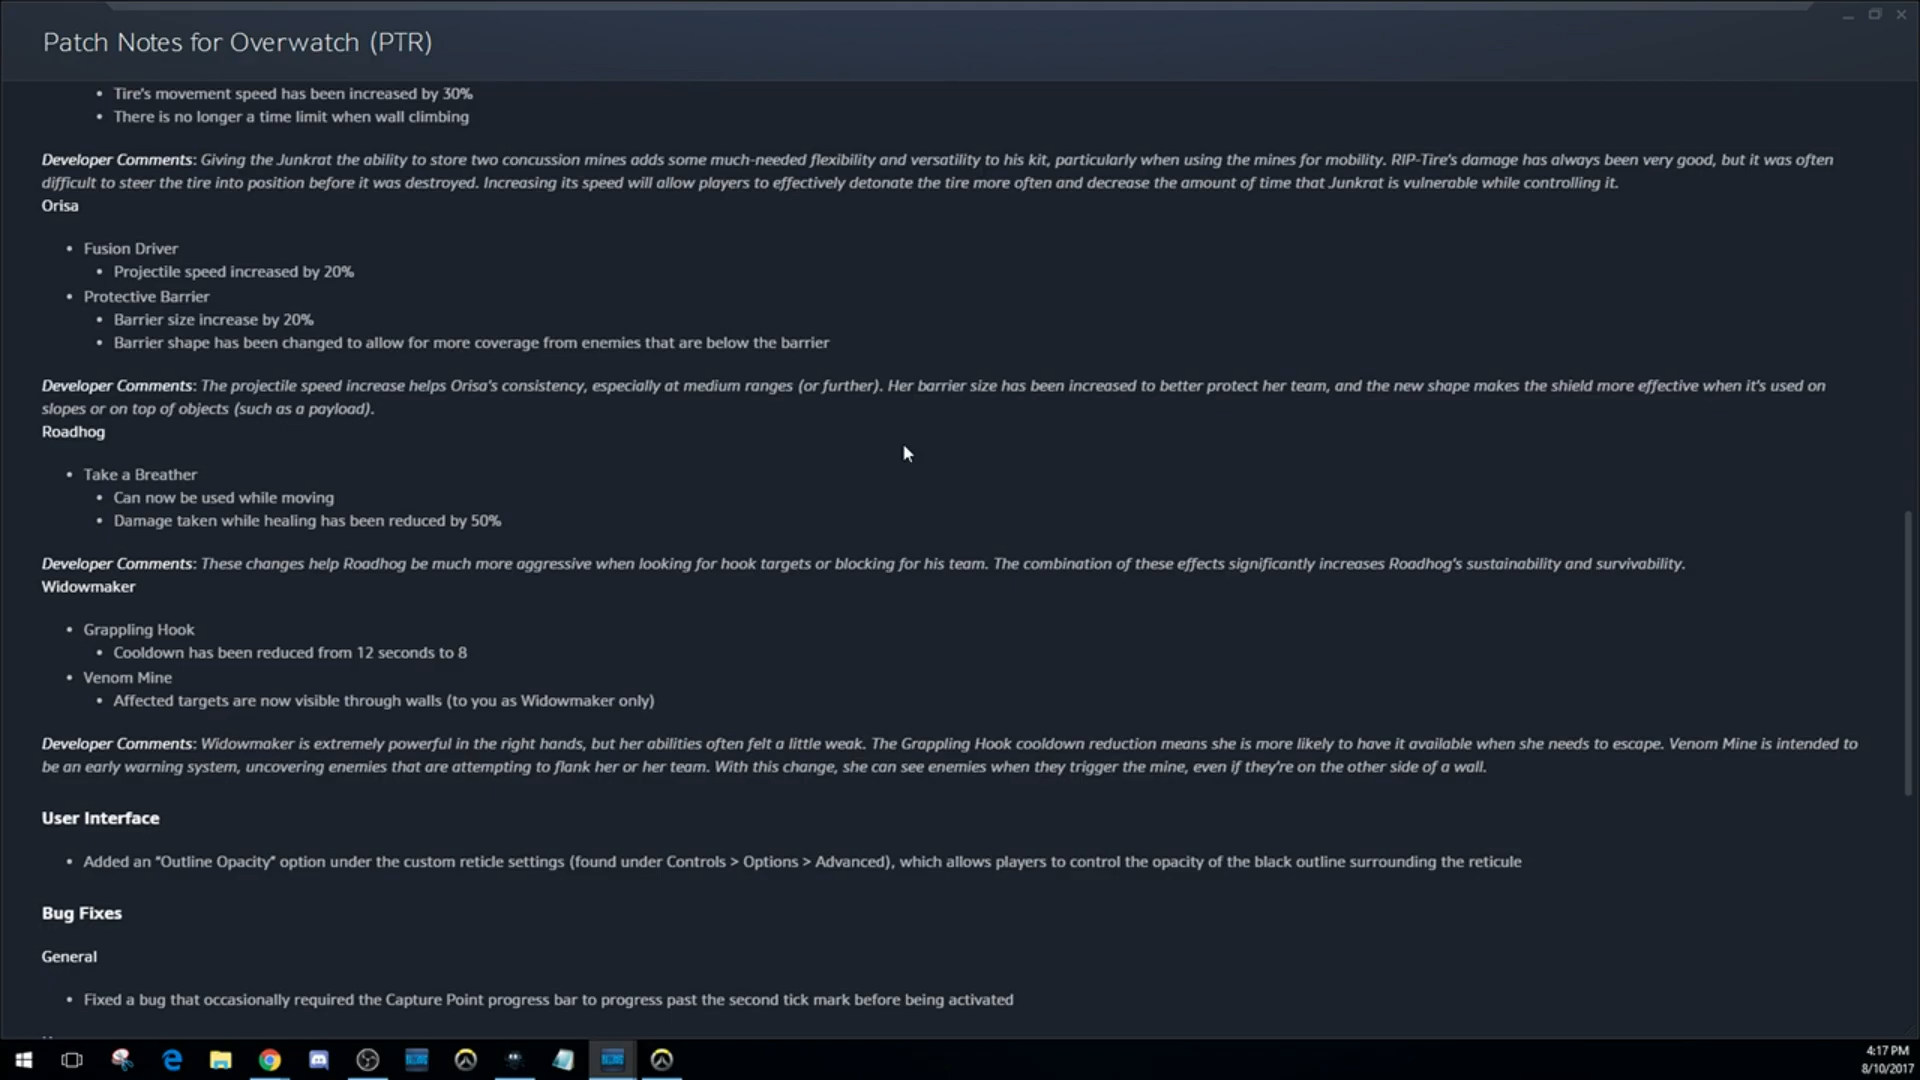 Patch Notes for Overwatch (PTR)
• Tire's movement speed has been increased by 30%
• There is no longer a time limit when wall climbing
Developer Comments: Giving the Junkrat the ability to store two concussion mines adds some much-needed flexibility and versatility to his kit, particularly when using the mines for mobility. RIP-Tire's damage has always been very good, but it was often
difficult to steer the tire into position before it was destroyed. Increasing its speed will allow players to effectively detonate the tire more often and decrease the amount of time that Junkrat is vulnerable while controlling it.
Orisa
• Fusion Driver
• Projectile speed increased by 20%
• Protective Barrier
• Barrier size increase by 20%
• Barrier shape has been changed to allow for more coverage from enemies that are below the barrier
Developer Comments: The projectile speed increase helps Orisa's consistency, especially at medium ranges (or further). Her barrier size has been increased to better protect her team, and the new shape makes the shield more effective when it's used on
slopes or on top of objects (such as a payload).
Roadhog
• Take a Breather
• Can now be used while moving
• Damage taken while healing has been reduced by 50%
Developer Comments: These changes help Roadhog be much more aggressive when looking for hook targets or blocking for his team. The combination of these effects significantly increases Roadhog's sustainability and survivability.
Widowmaker
• Grappling Hook
• Cooldown has been reduced from 12 seconds to 8
• Venom Mine
• Affected targets are now visible through walls (to you as Widowmaker only)
Developer Comments: Widowmaker is extremely powerful in the right hands, but her abilities often felt a little weak. The Grappling Hook cooldown reduction means she is more likely to have it available when she needs to escape. Venom Mine is intended to
be an early warning system, uncovering enemies that are attempting to flank her or her team. With this change, she can see enemies when they trigger the mine, even if they're on the other side of a wall.
User Interface
• Added an "Outline Opacity" option under the custom reticle settings (found under Controls > Options > Advanced), which allows players to control the opacity of the black outline surrounding the reticule
Bug Fixes
General
• Fixed a bug that occasionally required the Capture Point progress bar to progress past the second tick mark before being activated
4:17 PM
8/10/2017